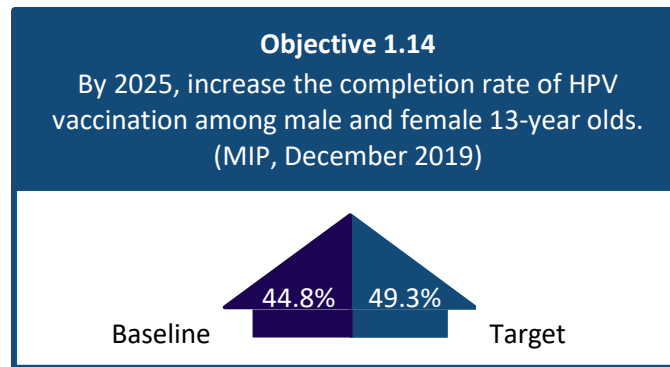 Objective 1.14
By 2025, increase the completion rate of HPV
vaccination among male and female 13-year olds.
(MIP, December 2019)
44.8% 49.3%
Baseline Target